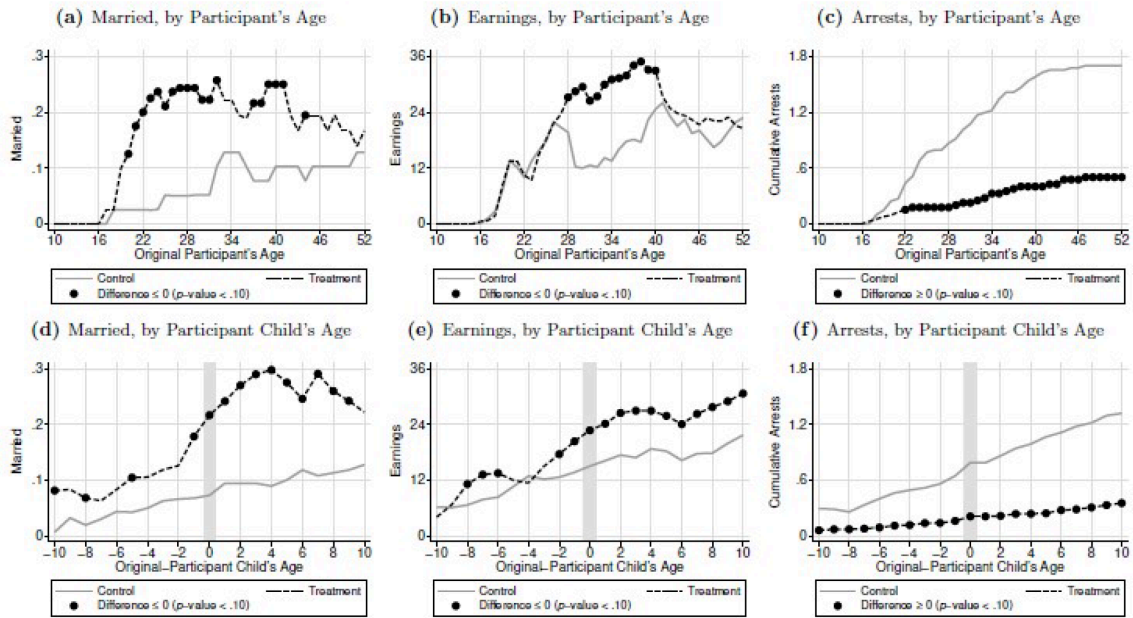 (a) Married, by Participant's Age
.3
.2
.1
0
Married
10 16 22 28 34 40 46 52
Original Participant's Age
Control
Treatment
Difference ≤ 0 (p-value < .10)
(b) Earnings, by Participant's Age
36
24
12
0
Earnings
10 16 22 28 34 40 46 52
Original Participant's Age
Control
Treatment
Difference ≤ 0 (p-value < .10)
(c) Arrests, by Participant's Age
1.8
1.2
.6
0
Cumulative Arrests
10 16 22 28 34 40 46 52
Original Participant's Age
Control
Treatment
Difference ≥ 0 (p-value < .10)
(d) Married, by Participant Child's Age
.3
.2
.1
0
Married
-10 -8 -6 -4 -2 0 2 4 6 8 10
Original-Participant Child's Age
Control
Treatment
Difference ≤ 0 (p-value < .10)
(e) Earnings, by Participant Child's Age
36
24
12
0
Earnings
-10 -8 -6 -4 -2 0 2 4 6 8 10
Original-Participant Child's Age
Control
Treatment
Difference ≤ 0 (p-value < .10)
(f) Arrests, by Participant Child's Age
1.8
1.2
.6
0
Cumulative Arrests
-10 -8 -6 -4 -2 0 2 4 6 8 10
Original-Participant Child's Age
Control
Treatment
Difference ≥ 0 (p-value < .10)